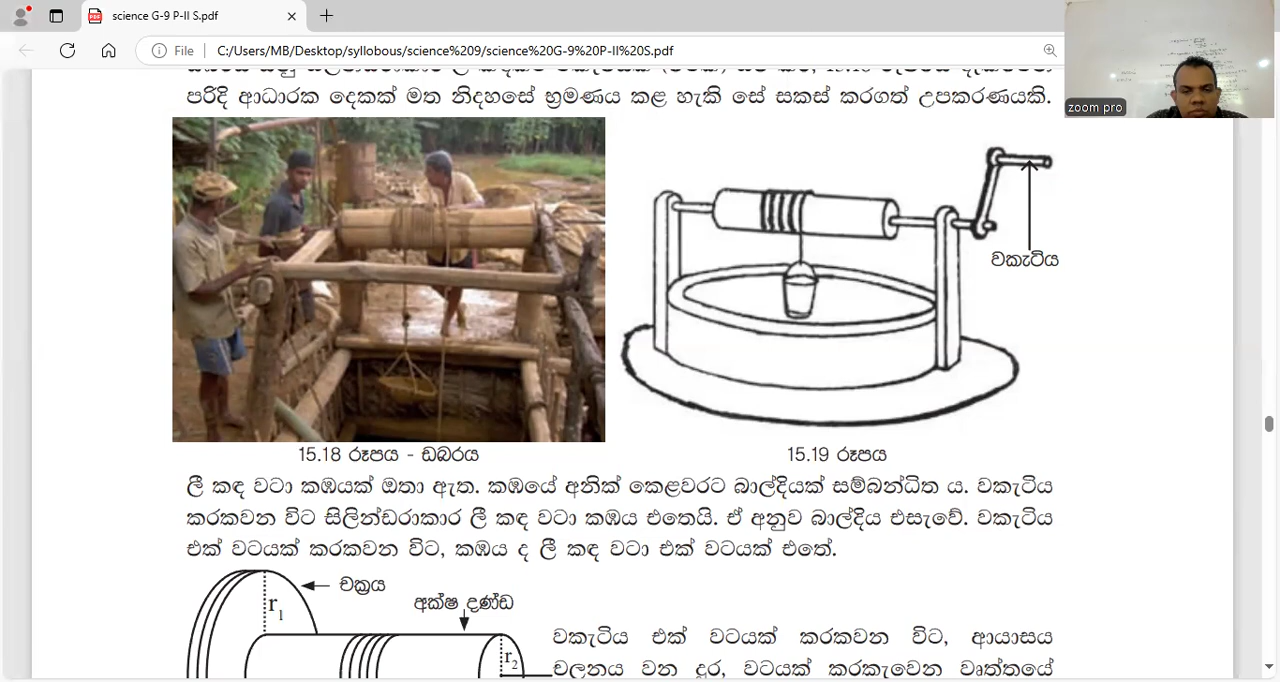 science G-9 P-II S.pdf
File C:/Users/MB/Desktop/syllobous/science%209/science%20G-9%20P-II%20S.pdf
zoom pro
පරිදි ආධාරක දෙකක් මත නිදහසේ භ්‍රමණය කළ හැකි සේ සකස් කරගත් උපකරණයකි.
වකැටිය
15.18 රූපය - ඩබරය
15.19 රූපය
ලී කඳ වටා කඹයක් ඔතා ඇත. කඹයේ අනික් කෙළවරට බාල්දියක් සම්බන්ධිත ය. වකැටිය
කරකවන විට සිලින්ඩරාකාර ලී කඳ වටා කඹය එතෙයි. ඒ අනුව බාල්දිය එසැවේ. වකැටිය
එක් වටයක් කරකවන විට, කඹය ද ලී කඳ වටා එක් වටයක් එතේ.
චක්‍රය
r1
අක්ෂ දණ්ඩ
r2
වකැටිය එක් වටයක් කරකවන විට, ආයාසය
චලනය වන දුර, වටයක් කරකැවෙන වෘත්තයේ